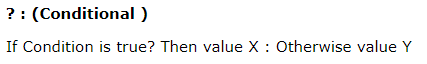 ? : (Conditional )
If Condition is true? Then value X : Otherwise value Y